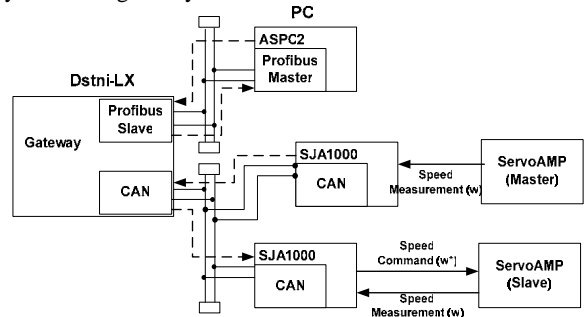 PC
ASPC2
Profibus
Master
Dstni-LX
Profibus
Slave
Gateway
CAN
SJA1000
CAN
Speed
Measurement (w)
ServoAMP
(Master)
SJA1000
CAN
Speed
Command (w*)
Speed
Measurement (w)
ServoAMP
(Slave)